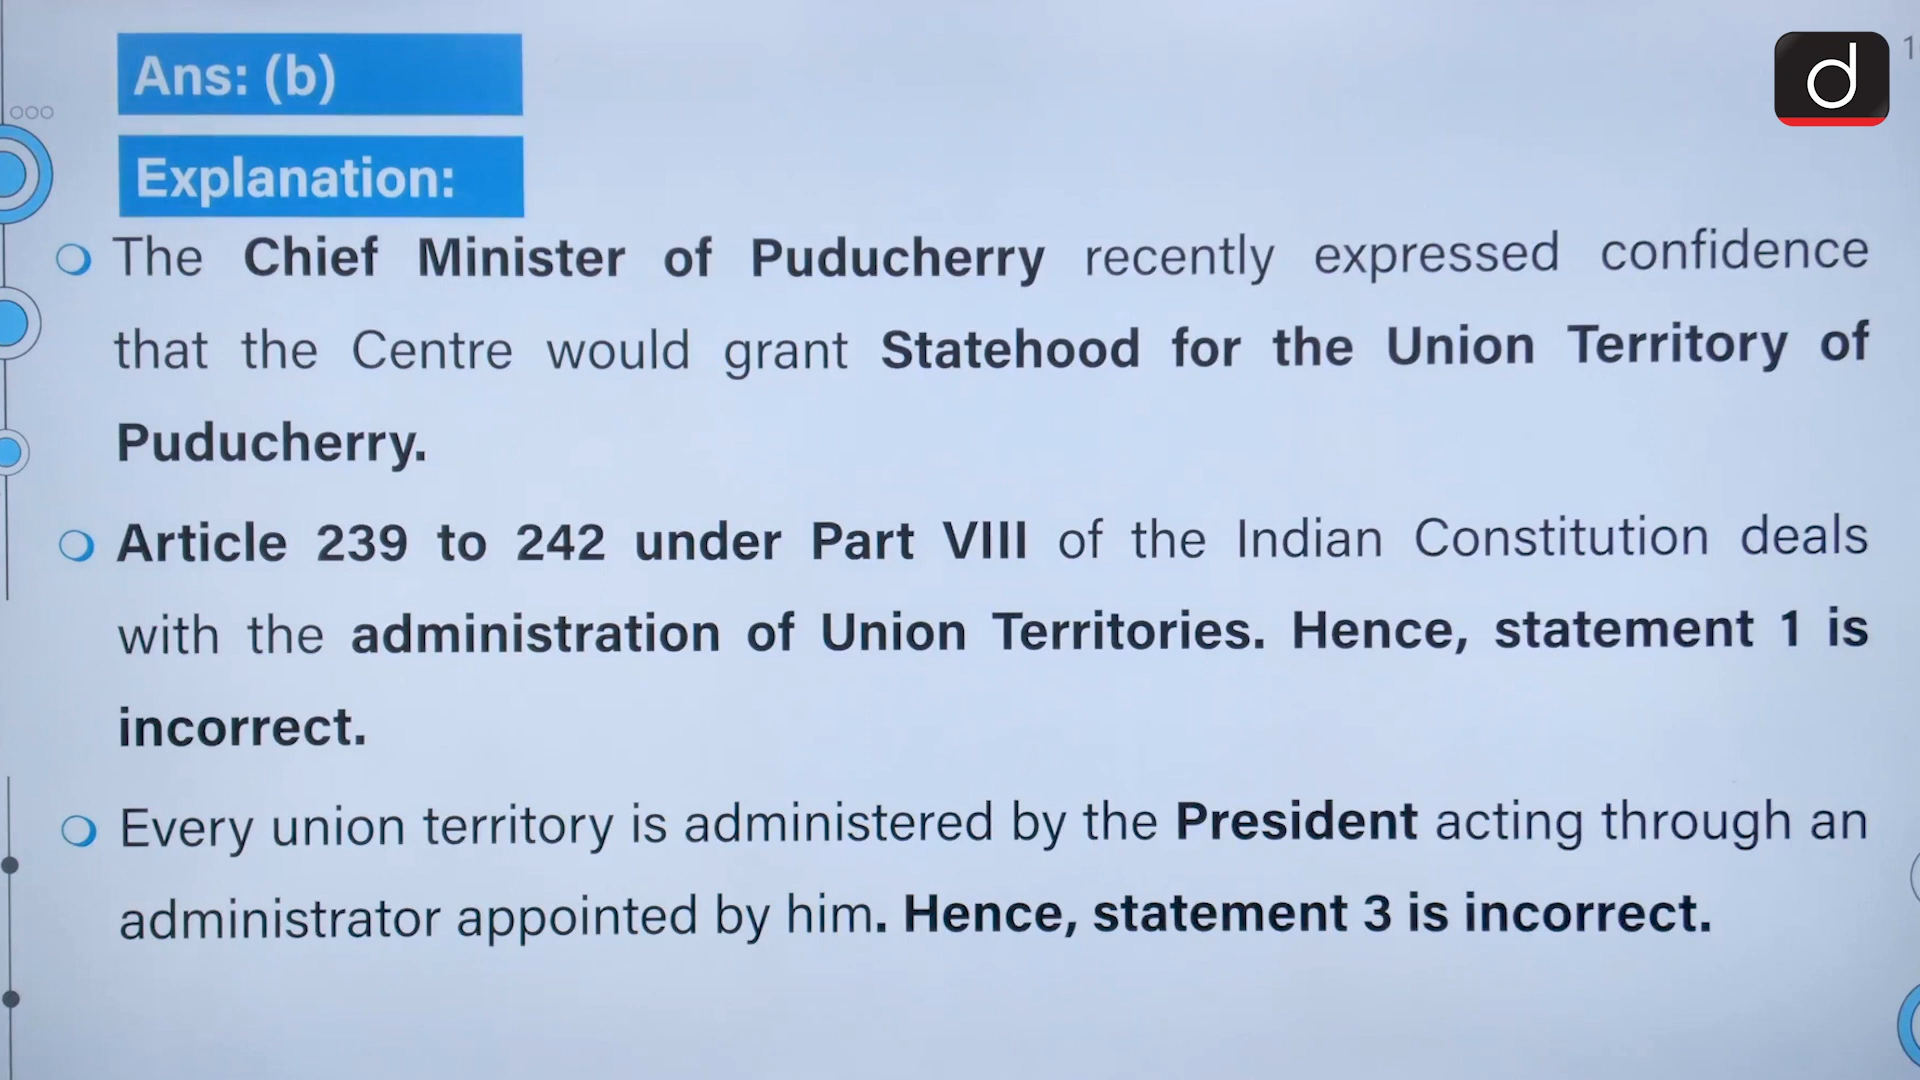 Ans: (b)
Explanation:
The Chief Minister of Puducherry recently expressed confidence
that the Centre would grant Statehood for the Union Territory of
Puducherry.
Article 239 to 242 under Part VIII of the Indian Constitution deals
with the administration of Union Territories. Hence, statement 1 is
incorrect.
Every union territory is administered by the President acting through an
administrator appointed by him. Hence, statement 3 is incorrect.
d